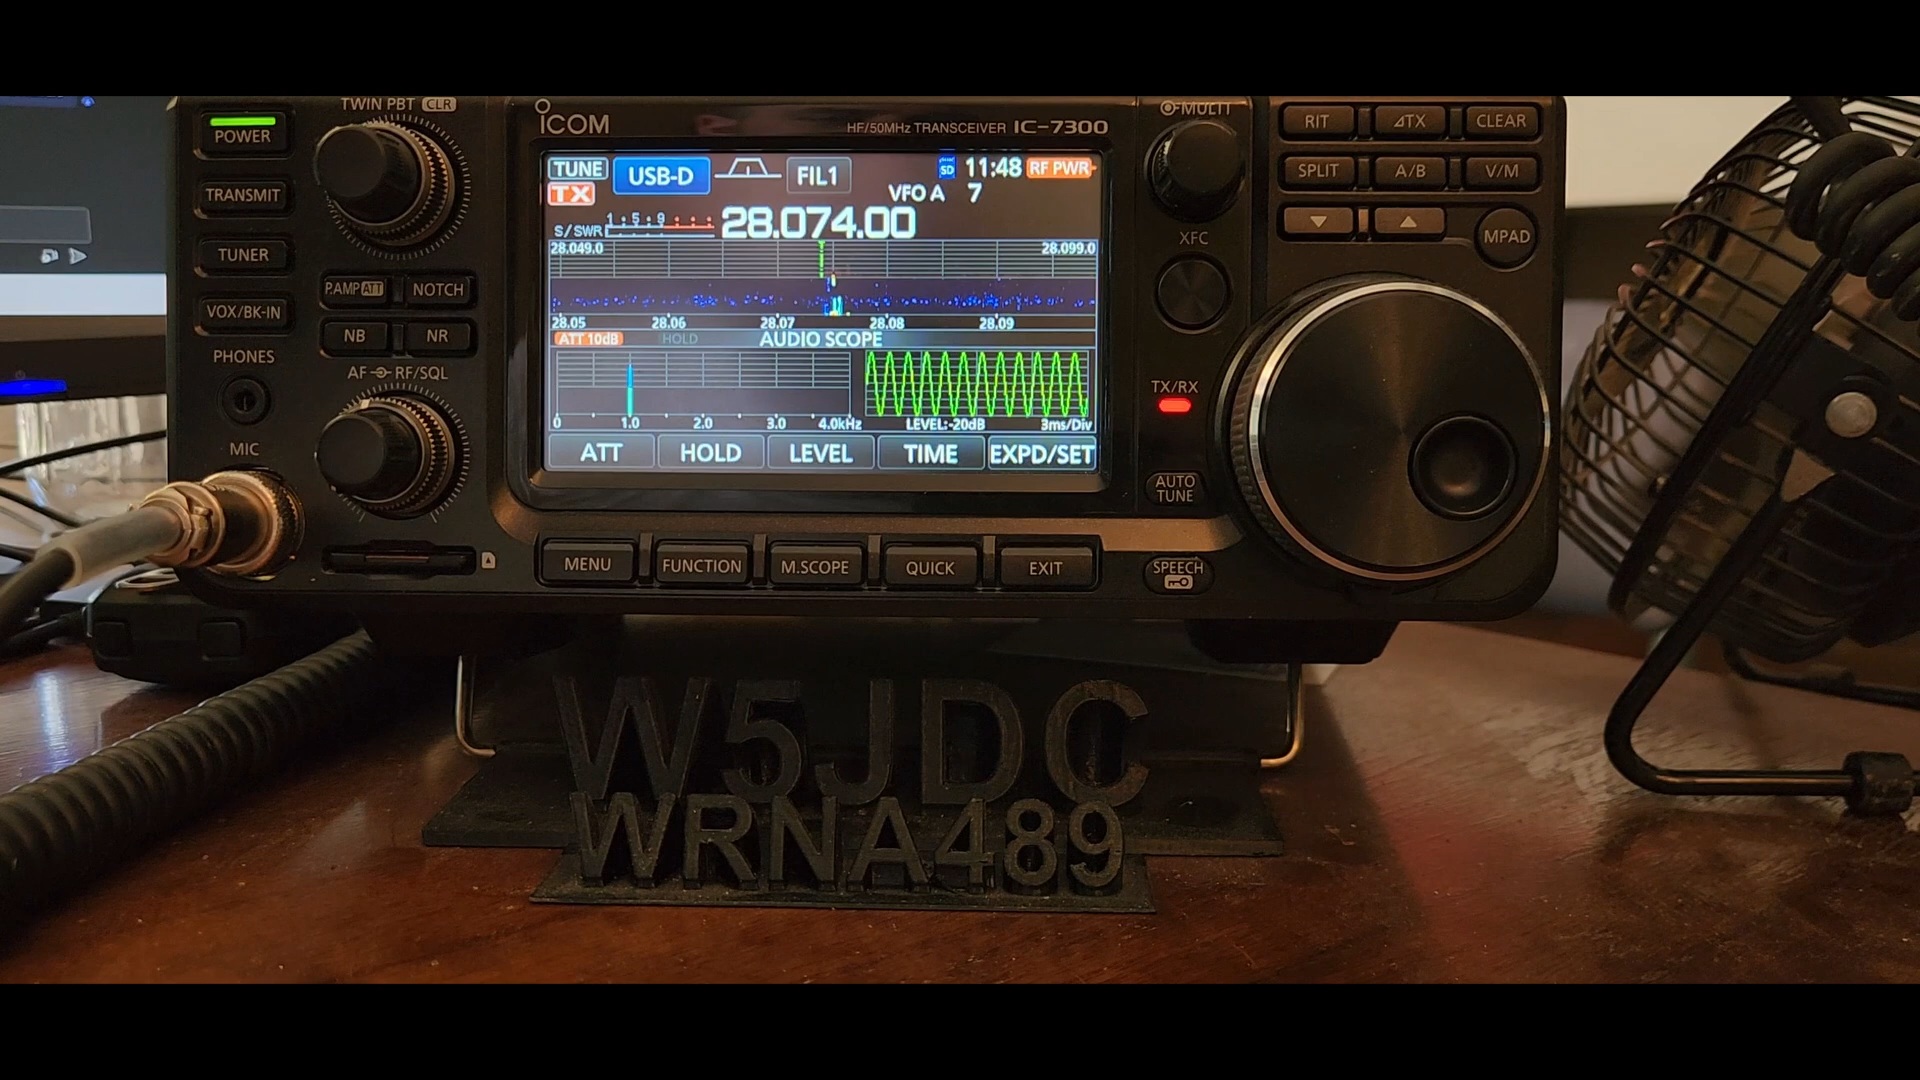 TWIN PBT CLR
POWER
TRANSMIT
TUNER
VOX/BK-IN
PHONES
MIC
P.AMP ATT
NOTCH
NB
NR
AF RF/SQL
ICOM
HF/50MHz TRANSCEIVER IC-7300
TUNE
USB-D
FIL1
SD
11:48
RF PWR
TX
VFO A 7
S/SWR
1 5 9
28.074.00
28.049.0
28.099.0
28.05 28.06 28.07 28.08 28.09
ATT 10dB
HOLD
AUDIO SCOPE
0 1.0 2.0 3.0 4.0kHz
LEVEL:-20dB 3ms/Div
ATT HOLD LEVEL TIME EXPD/SET
MENU FUNCTION M.SCOPE QUICK EXIT
MULTI
XFC
TX/RX
AUTO
TUNE
SPEECH
RIT ⊿TX CLEAR
SPLIT A/B V/M
▼ ▲
MPAD
W5JDC
WRNA489